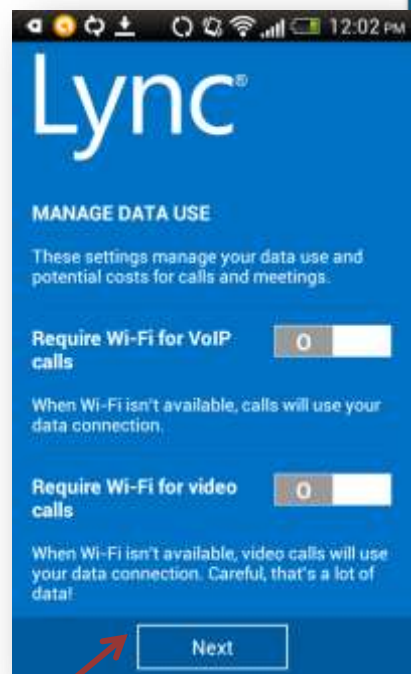 12:02 PM
Lync®
MANAGE DATA USE
These settings manage your data use and
potential costs for calls and meetings.
Require Wi-Fi for VoIP
calls
O
When Wi-Fi isn't available, calls will use your
data connection.
Require Wi-Fi for video
calls
O
When Wi-Fi isn't available, video calls will use
your data connection. Careful, that's a lot of
data!
Next